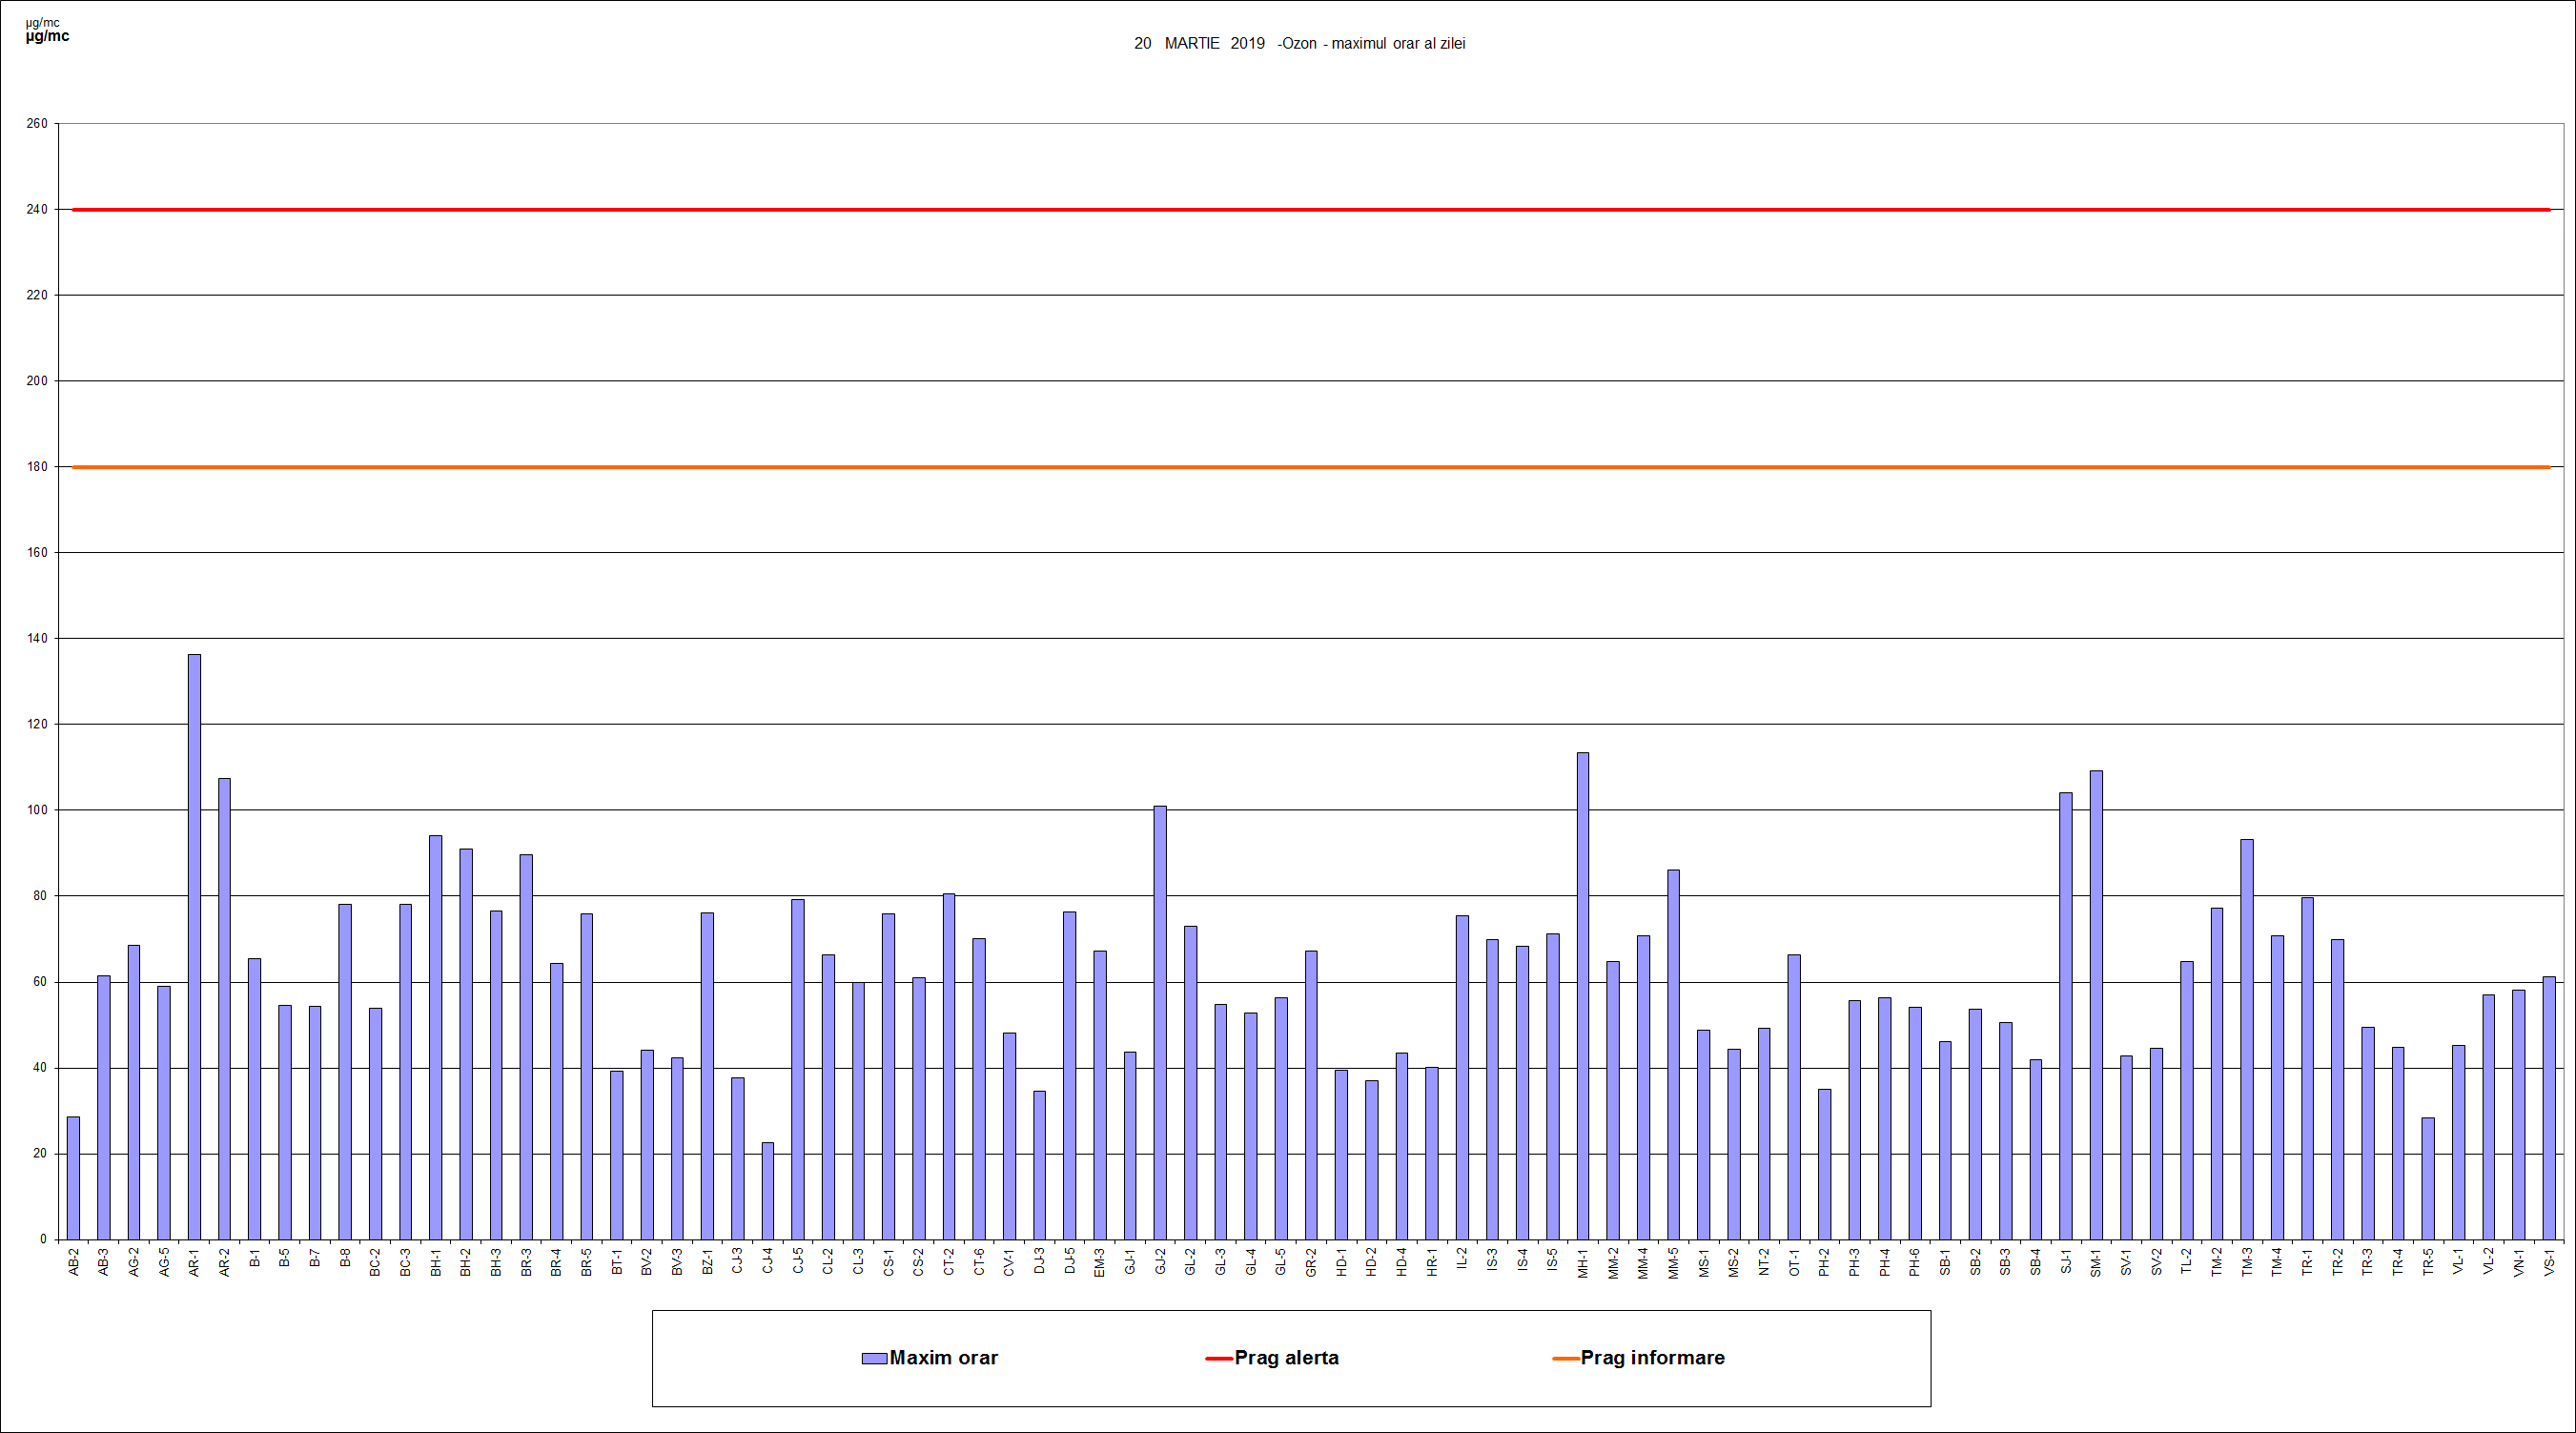 µg/mc
µg/mc
20 MARTIE 2019 -Ozon - maximul orar al zilei
260
240
220
200
180
160
140
120
100
80
60
40
20
0
AB-2
AB-3
AG-2
AG-5
AR-1
AR-2
B-1
B-5
B-7
B-8
BC-2
BC-3
BH-1
BH-2
BH-3
BR-3
BR-4
BR-5
BT-1
BV-2
BV-3
BZ-1
CJ-3
CJ-4
CJ-5
CL-2
CL-3
CS-1
CS-2
CT-2
CT-6
CV-1
DJ-3
DJ-5
EM-3
GJ-1
GJ-2
GL-2
GL-3
GL-4
GL-5
GR-2
HD-1
HD-2
HD-4
HR-1
IL-2
IS-3
IS-4
IS-5
MH-1
MM-2
MM-4
MM-5
MS-1
MS-2
NT-2
OT-1
PH-2
PH-3
PH-4
PH-6
SB-1
SB-2
SB-3
SB-4
SJ-1
SM-1
SV-1
SV-2
TL-2
TM-2
TM-3
TM-4
TR-1
TR-2
TR-3
TR-4
TR-5
VL-1
VL-2
VN-1
VS-1
Maxim orar
Prag alerta
Prag informare